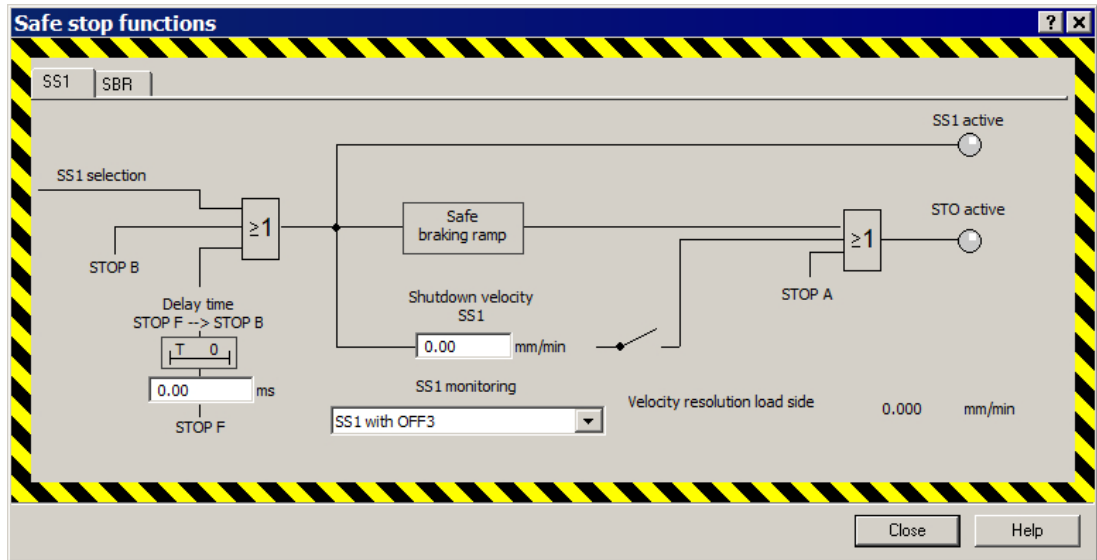 Safe stop functions
SS1
SBR
SS1 active
SS1 selection
≥1
Safe
braking ramp
STO active
≥1
STOP B
STOP A
Delay time
STOP F --> STOP B
T 0
0.00 ms
STOP F
Shutdown velocity
SS1
0.00 mm/min
SS1 monitoring
SS1 with OFF3
Velocity resolution load side 0.000 mm/min
Close
Help